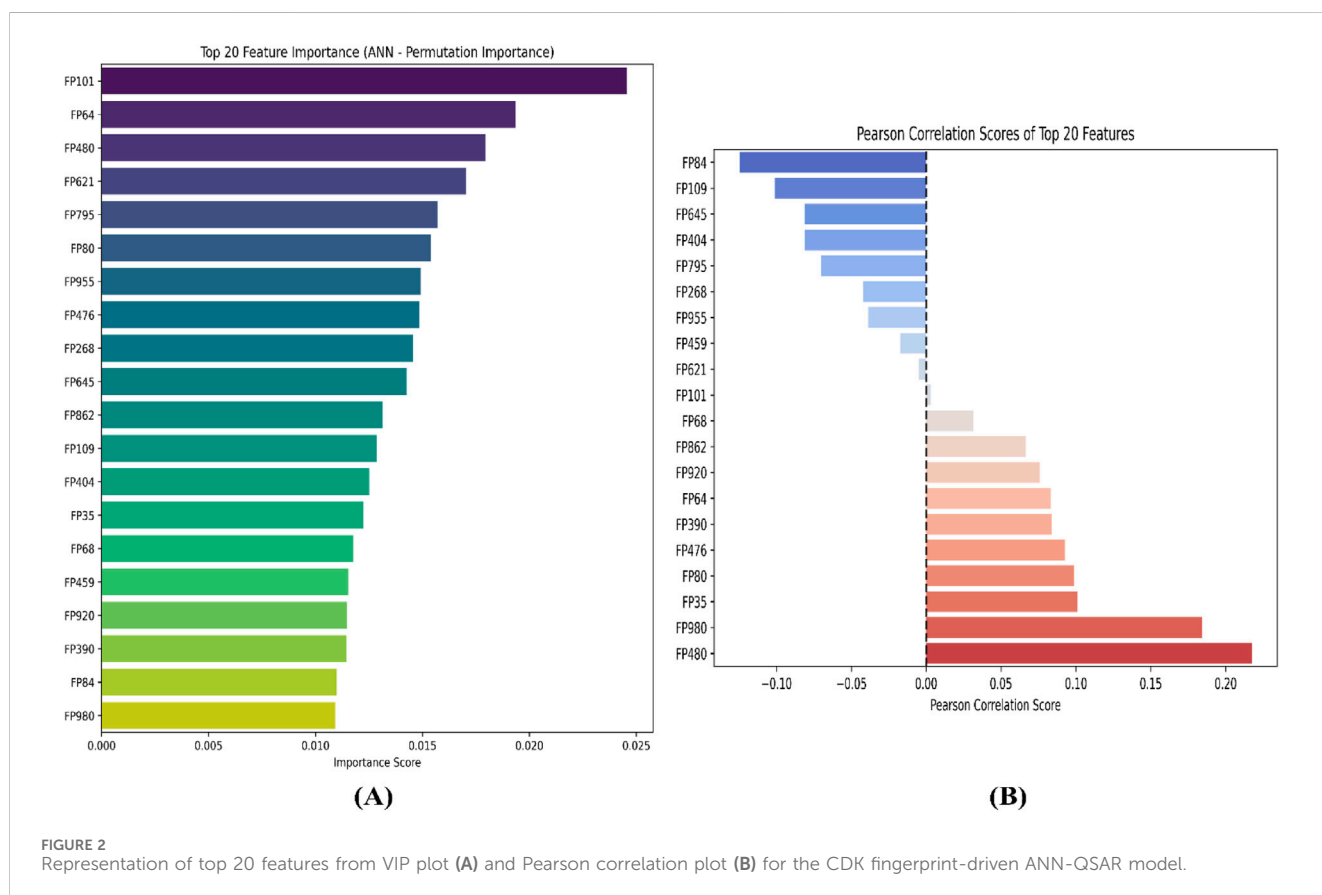 Top 20 Feature Importance (ANN - Permutation Importance)
FP101
FP64
FP480
FP621
FP795
FP80
FP955
FP476
FP268
FP645
FP862
FP109
FP404
FP35
FP68
FP459
FP920
FP390
FP84
FP980
0.000 0.005 0.010 0.015 0.020 0.025
Importance Score
(A)
Pearson Correlation Scores of Top 20 Features
FP84
FP109
FP645
FP404
FP795
FP268
FP955
FP459
FP621
FP101
FP68
FP862
FP920
FP64
FP390
FP476
FP80
FP35
FP980
FP480
−0.10 −0.05 0.00 0.05 0.10 0.15 0.20
Pearson Correlation Score
(B)
FIGURE 2
Representation of top 20 features from VIP plot (A) and Pearson correlation plot (B) for the CDK fingerprint-driven ANN-QSAR model.